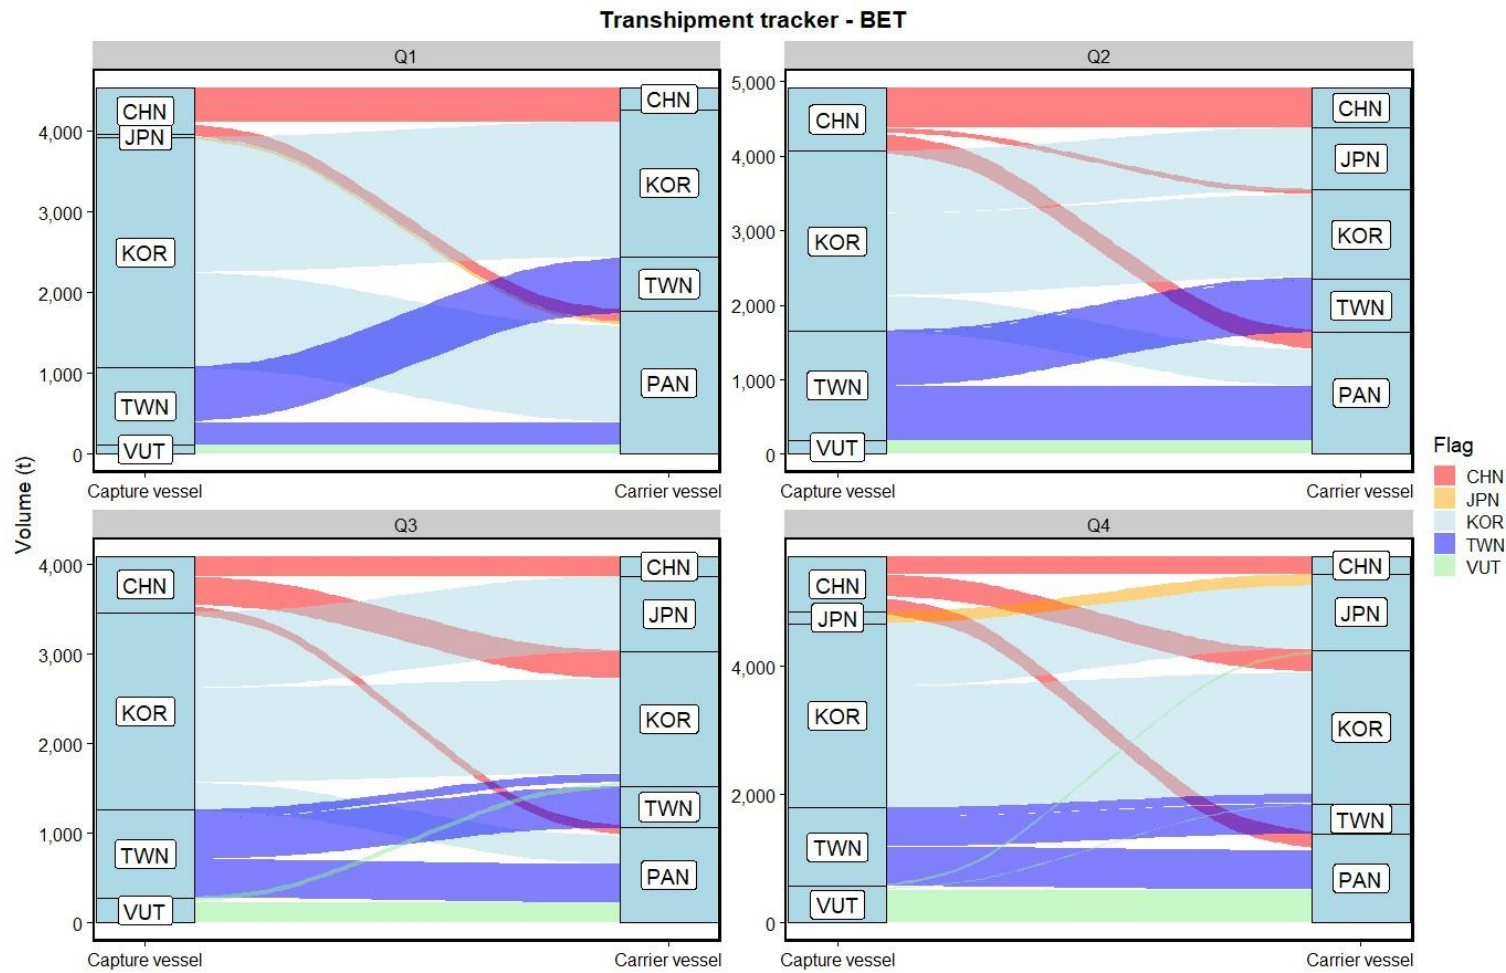 Transhipment tracker - BET
Q1
Q2
Volume (t)
4,000
3,000
2,000
1,000
0
CHN
JPN
KOR
TWN
VUT
CHN
KOR
TWN
PAN
Capture vessel
Carrier vessel
5,000
4,000
3,000
2,000
1,000
0
CHN
KOR
TWN
VUT
CHN
JPN
KOR
TWN
PAN
Capture vessel
Carrier vessel
Q3
Q4
4,000
3,000
2,000
1,000
0
CHN
KOR
TWN
VUT
CHN
JPN
KOR
TWN
PAN
Capture vessel
Carrier vessel
4,000
2,000
0
CHN
JPN
KOR
TWN
VUT
CHN
JPN
KOR
TWN
PAN
Capture vessel
Carrier vessel
Flag
CHN
JPN
KOR
TWN
VUT